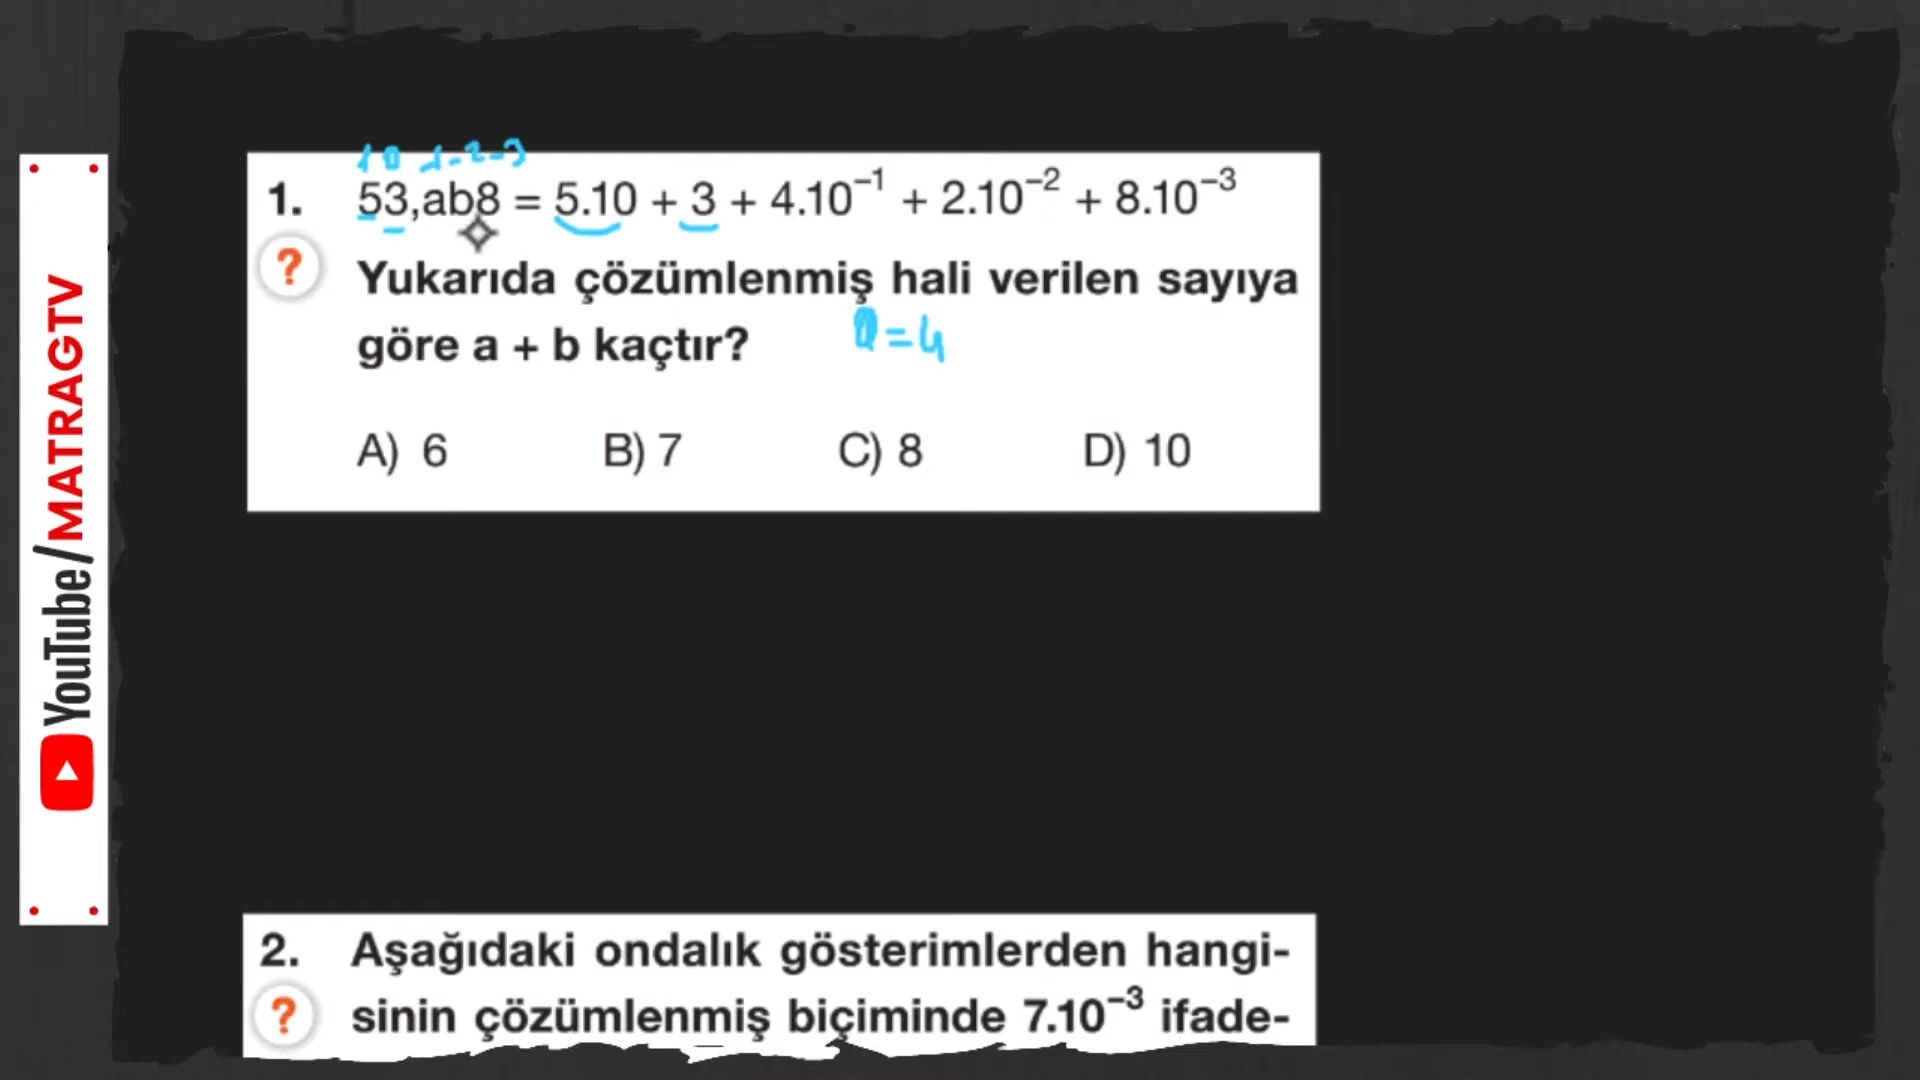 YouTube/MATRAGTV
1 0 -1 -2 -3
1. 53,ab8 = 5.10 + 3 + 4.10⁻¹ + 2.10⁻² + 8.10⁻³
?
Yukarıda çözümlenmiş hali verilen sayıya
göre a + b kaçtır?
a=4
A) 6 B) 7 C) 8 D) 10
2. Aşağıdaki ondalık gösterimlerden hangi-
?
sinin çözümlenmiş biçiminde 7.10⁻³ ifade-